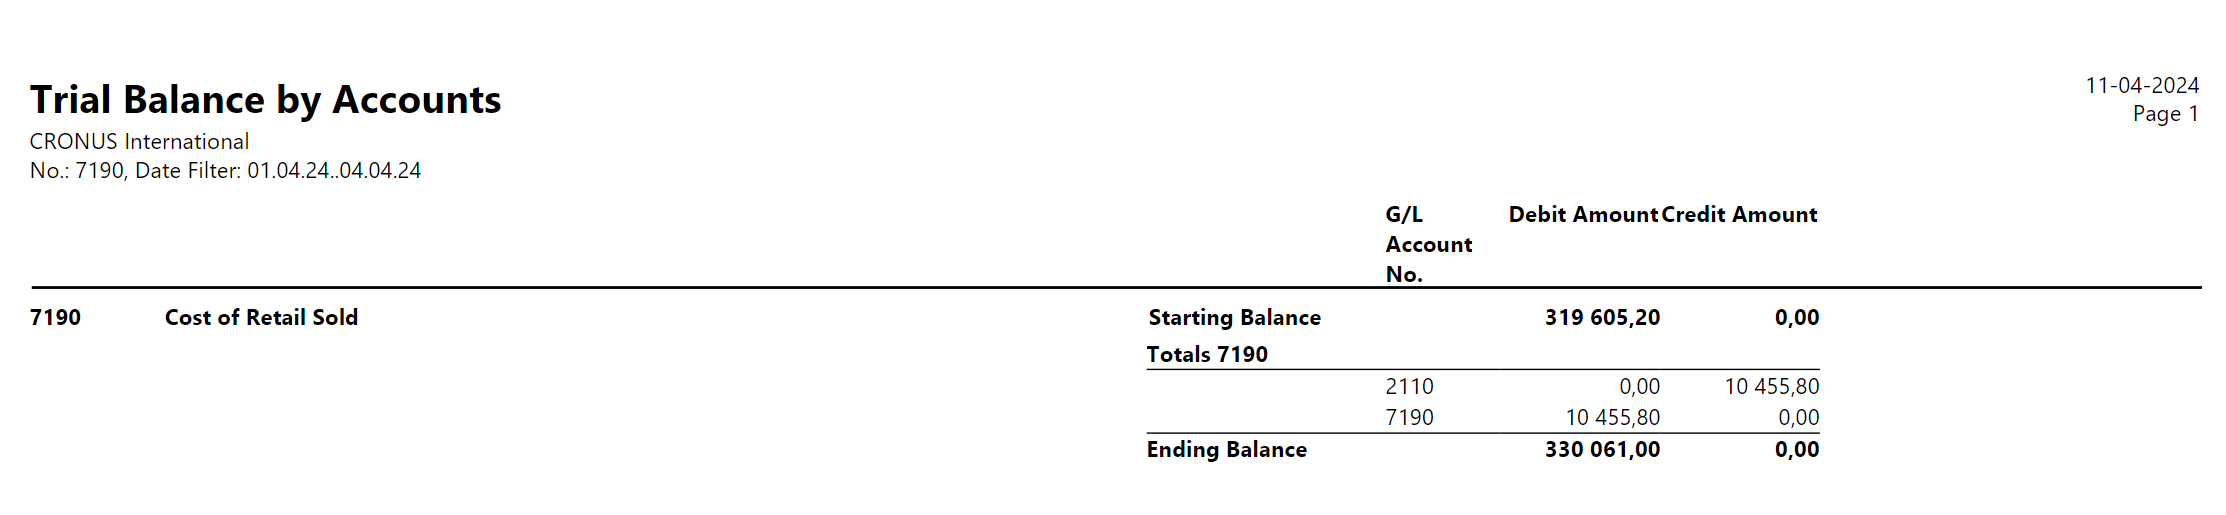 Trial Balance by Accounts
11-04-2024
CRONUS International
Page 1
No.: 7190, Date Filter: 01.04.24..04.04.24
G/L Account No. Debit Amount Credit Amount
7190 Cost of Retail Sold Starting Balance 319 605,20 0,00
Totals 7190
2110 0,00 10 455,80
7190 10 455,80 0,00
Ending Balance 330 061,00 0,00